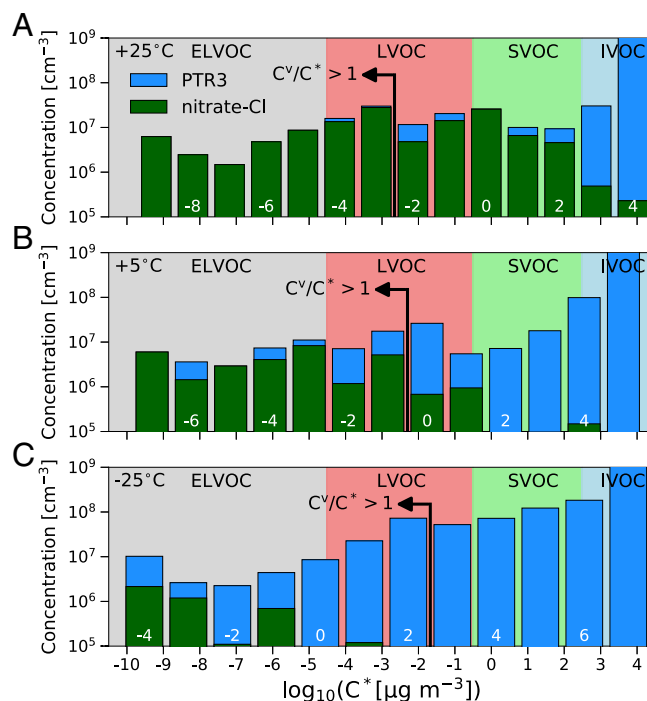 A
+25°C
ELVOC
LVOC
SVOC
IVOC
PTR3
nitrate-CI
Cᵛ/C* > 1
Concentration [cm⁻³]
10⁹
10⁸
10⁷
10⁶
10⁵
-8 -6 -4 -2 0 2 4
B
+5°C
ELVOC
LVOC
SVOC
IVOC
Cᵛ/C* > 1
Concentration [cm⁻³]
10⁹
10⁸
10⁷
10⁶
10⁵
-6 -4 -2 0 2 4
C
-25°C
ELVOC
LVOC
SVOC
IVOC
Cᵛ/C* > 1
Concentration [cm⁻³]
10⁹
10⁸
10⁷
10⁶
10⁵
-4 -2 0 2 4 6
-10 -9 -8 -7 -6 -5 -4 -3 -2 -1 0 1 2 3 4
log₁₀(C* [µg m⁻³])